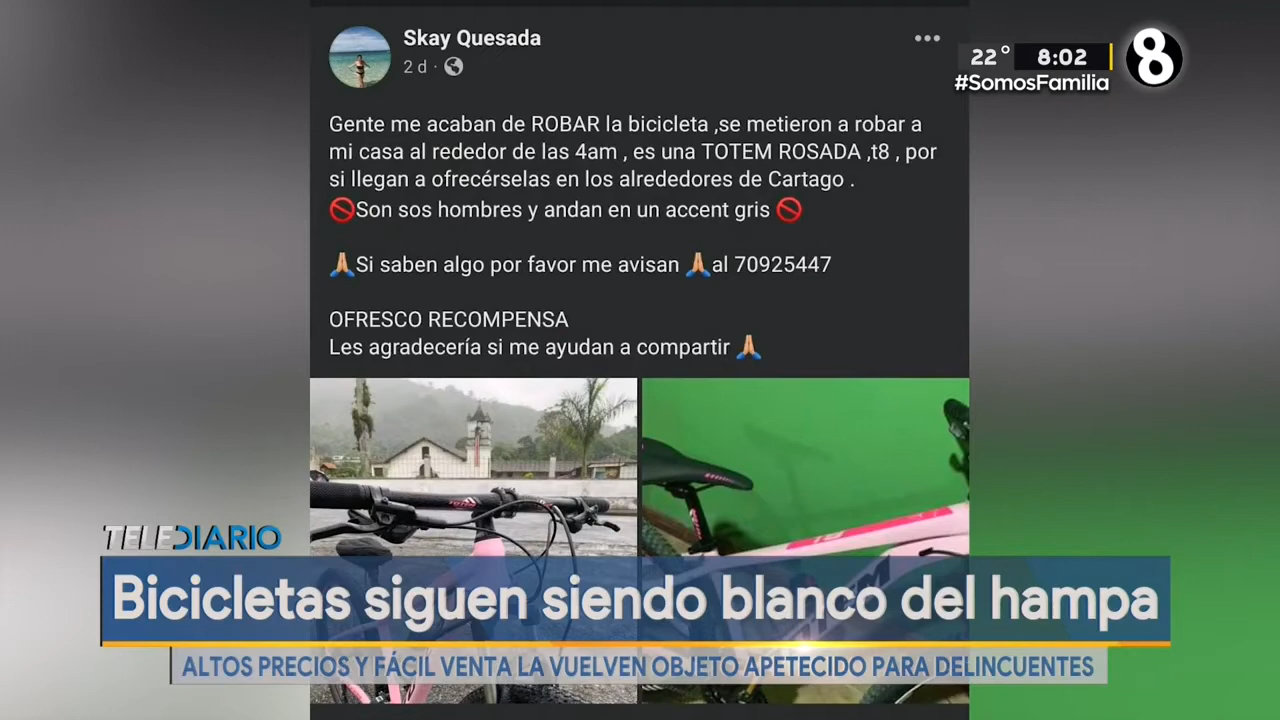 Skay Quesada
2 d ·
22° 8:02
8
#SomosFamilia
Gente me acaban de ROBAR la bicicleta ,se metieron a robar a
mi casa al rededor de las 4am , es una TOTEM ROSADA ,t8 , por
si llegan a ofrecérselas en los alrededores de Cartago .
🚫Son sos hombres y andan en un accent gris 🚫
🙏Si saben algo por favor me avisan 🙏al 70925447
OFRESCO RECOMPENSA
Les agradecería si me ayudan a compartir 🙏
TELEDIARIO
Bicicletas siguen siendo blanco del hampa
ALTOS PRECIOS Y FÁCIL VENTA LA VUELVEN OBJETO APETECIDO PARA DELINCUENTES